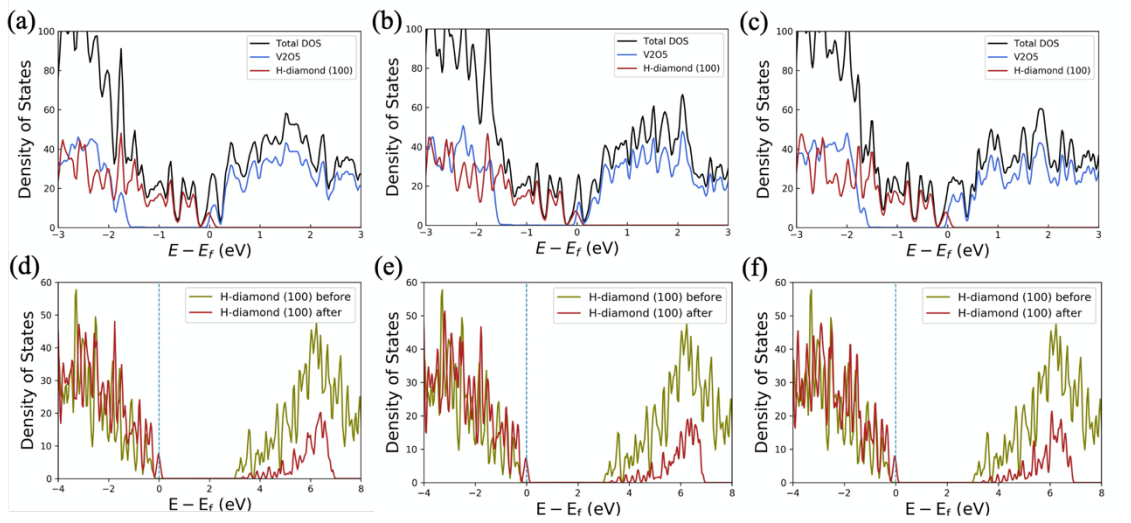 (a)
100
80
60
40
20
0
Density of States
Total DOS
V2O5
H-diamond (100)
−3
−2
−1
0
1
2
3
E − E_f (eV)
(b)
100
80
60
40
20
0
Density of States
Total DOS
V2O5
H-diamond (100)
−3
−2
−1
0
1
2
3
E − E_f (eV)
(c)
100
80
60
40
20
0
Density of States
Total DOS
V2O5
H-diamond (100)
−3
−2
−1
0
1
2
3
E − E_f (eV)
(d)
60
50
40
30
20
10
0
Density of States
H-diamond (100) before
H-diamond (100) after
−4
−2
0
2
4
6
8
E − E_f (eV)
(e)
60
50
40
30
20
10
0
Density of States
H-diamond (100) before
H-diamond (100) after
−4
−2
0
2
4
6
8
E − E_f (eV)
(f)
60
50
40
30
20
10
0
Density of States
H-diamond (100) before
H-diamond (100) after
−4
−2
0
2
4
6
8
E − E_f (eV)